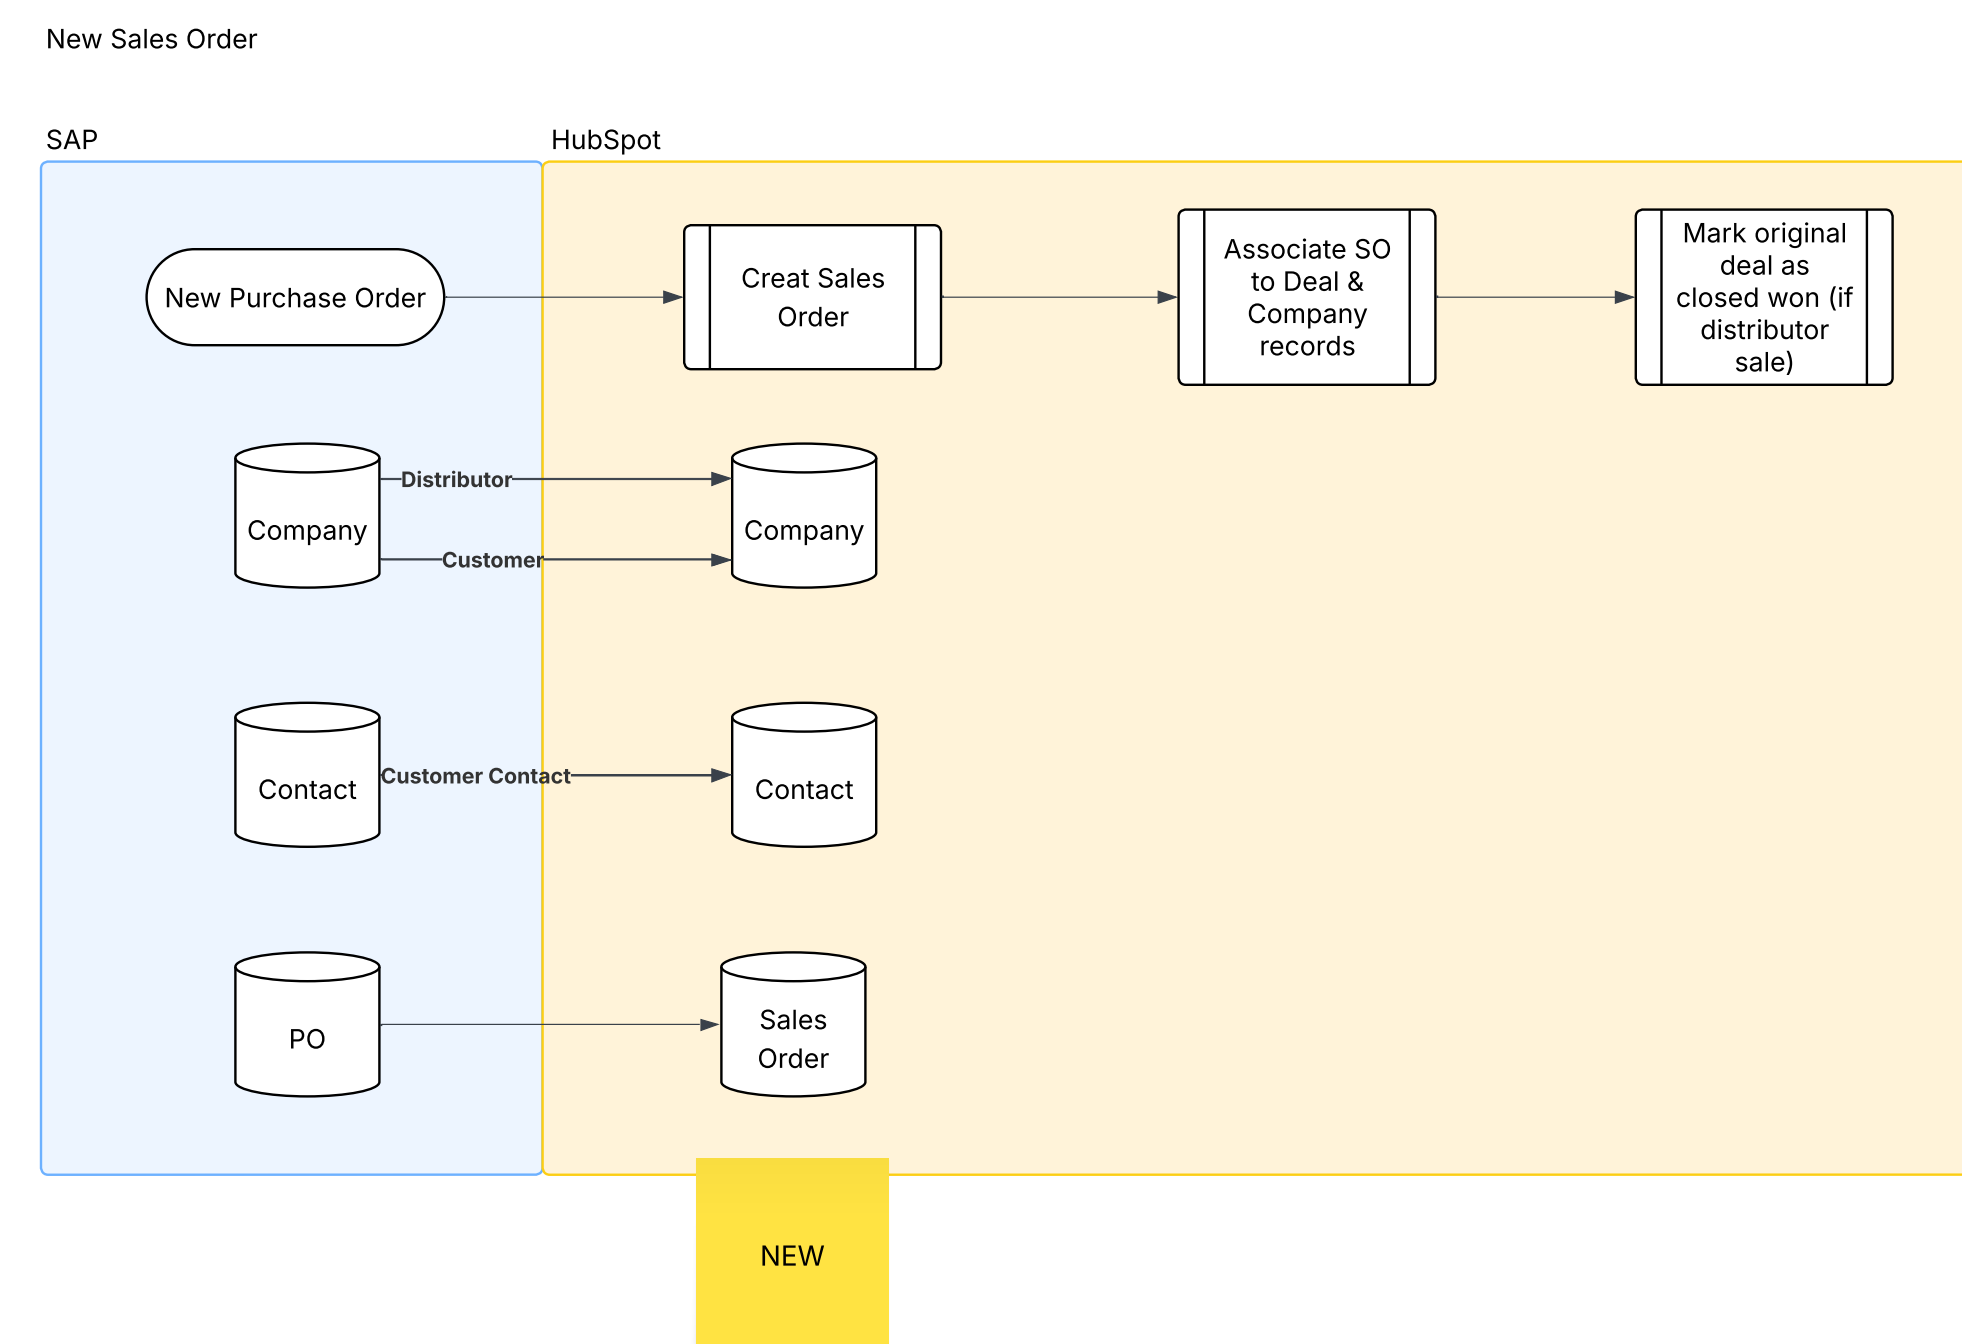 New Sales Order
SAP
HubSpot
New Purchase Order
Creat Sales
Order
Associate SO
to Deal &
Company
records
Mark original
deal as
closed won (if
distributor
sale)
Company
Distributor
Customer
Company
Contact
Customer Contact
Contact
PO
Sales
Order
NEW